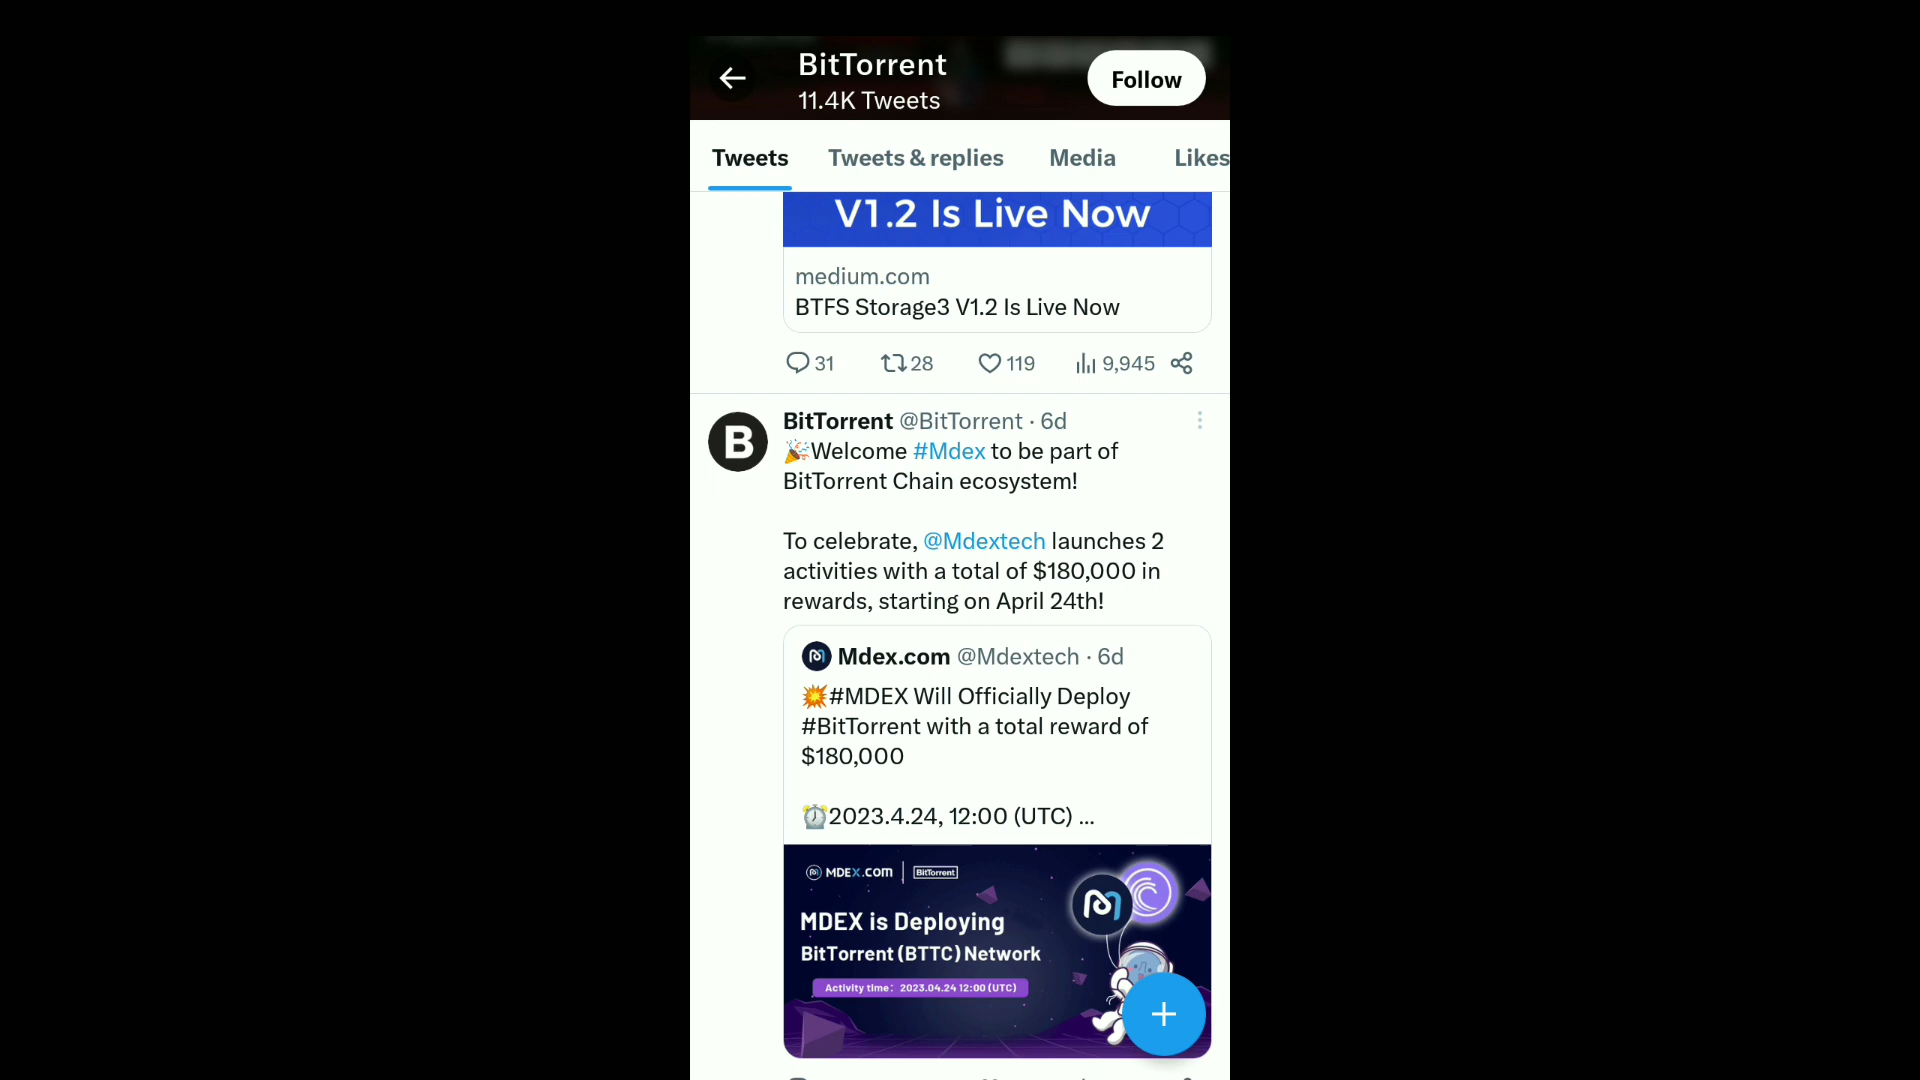 BitTorrent
11.4K Tweets
Follow
Tweets
Tweets & replies
Media
Likes
V1.2 Is Live Now
medium.com
BTFS Storage3 V1.2 Is Live Now
31
28
119
9,945
B
BitTorrent @BitTorrent · 6d
🎉Welcome #Mdex to be part of
BitTorrent Chain ecosystem!
To celebrate, @Mdextech launches 2
activities with a total of $180,000 in
rewards, starting on April 24th!
Mdex.com @Mdextech · 6d
💥#MDEX Will Officially Deploy
#BitTorrent with a total reward of
$180,000
⏰2023.4.24, 12:00 (UTC) ...
MDEX.COM | BitTorrent
MDEX is Deploying
BitTorrent (BTTC) Network
Activity time： 2023.04.24 12:00 (UTC)